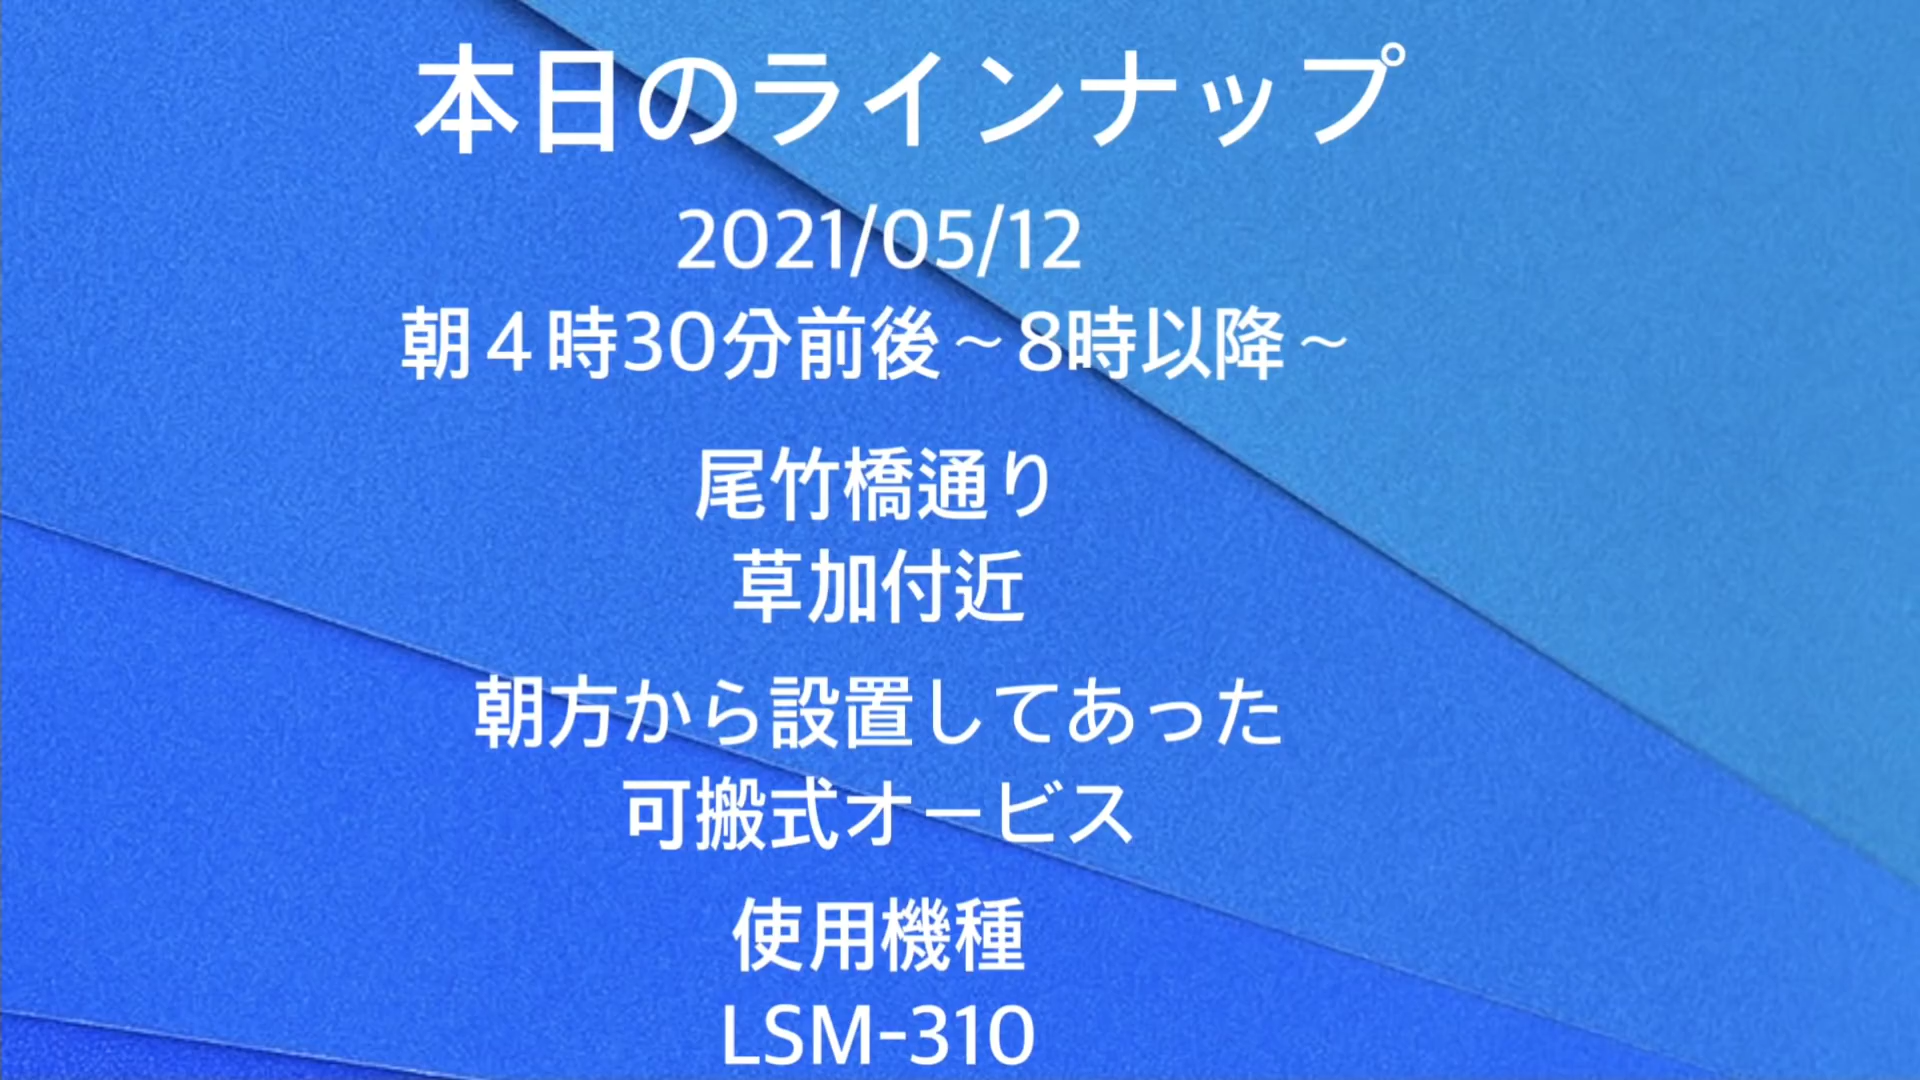 本日のラインナップ
2021/05/12
朝４時30分前後～8時以降～
尾竹橋通り
草加付近
朝方から設置してあった
可搬式オービス
使用機種
LSM-310